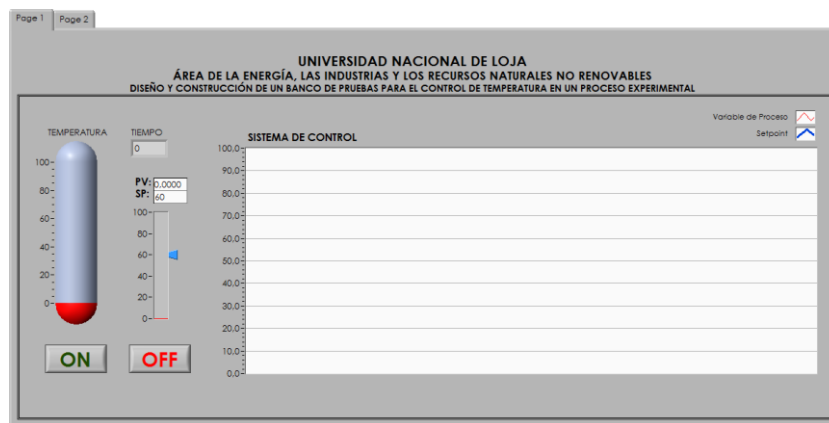 Page 1
Page 2
UNIVERSIDAD NACIONAL DE LOJA
ÁREA DE LA ENERGÍA, LAS INDUSTRIAS Y LOS RECURSOS NATURALES NO RENOVABLES
DISEÑO Y CONSTRUCCIÓN DE UN BANCO DE PRUEBAS PARA EL CONTROL DE TEMPERATURA EN UN PROCESO EXPERIMENTAL
Variable de Proceso
Setpoint
TEMPERATURA
100
80
60
40
20
0
TIEMPO
0
PV: 0.0000
SP: 60
100
80
60
40
20
0
SISTEMA DE CONTROL
100.0
90.0
80.0
70.0
60.0
50.0
40.0
30.0
20.0
10.0
0.0
ON
OFF